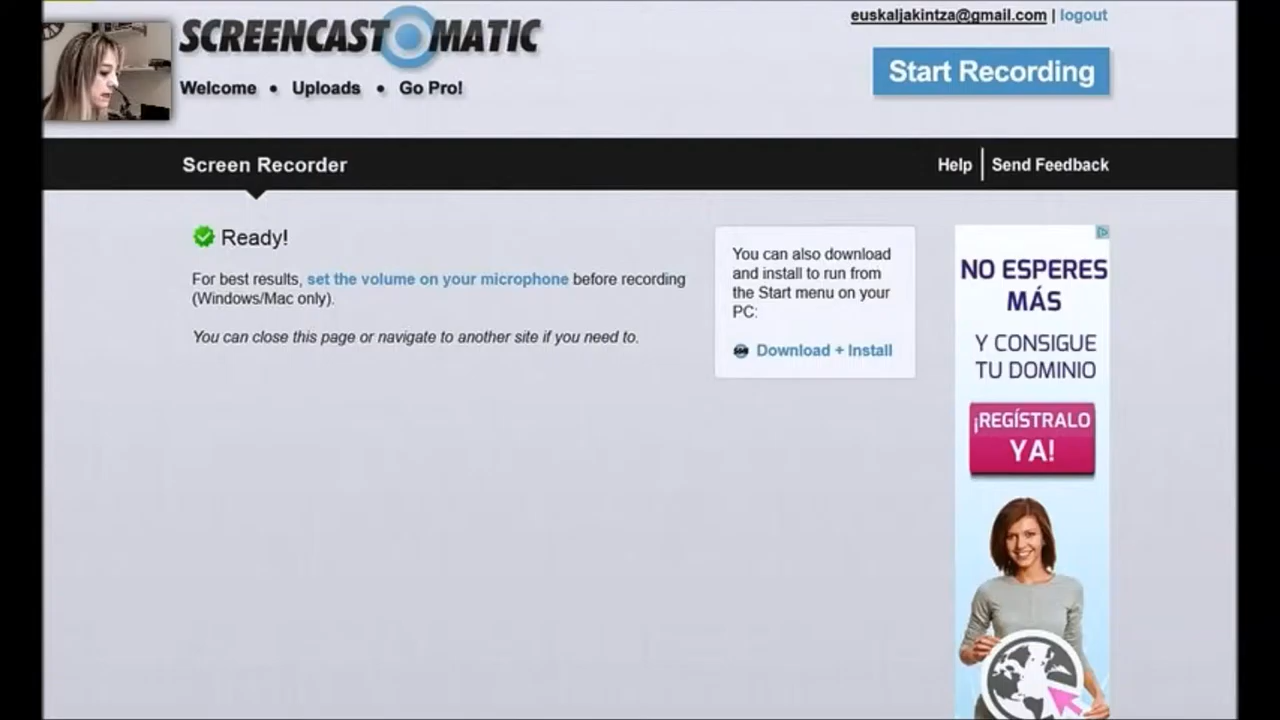 SCREENCAST MATIC
euskaljakintza@gmail.com | logout
Start Recording
Welcome • Uploads • Go Pro!
Screen Recorder
Help | Send Feedback
Ready!
For best results, set the volume on your microphone before recording
(Windows/Mac only).
You can close this page or navigate to another site if you need to.
You can also download
and install to run from
the Start menu on your
PC:
Download + Install
NO ESPERES
MÁS
Y CONSIGUE
TU DOMINIO
¡REGÍSTRALO
YA!